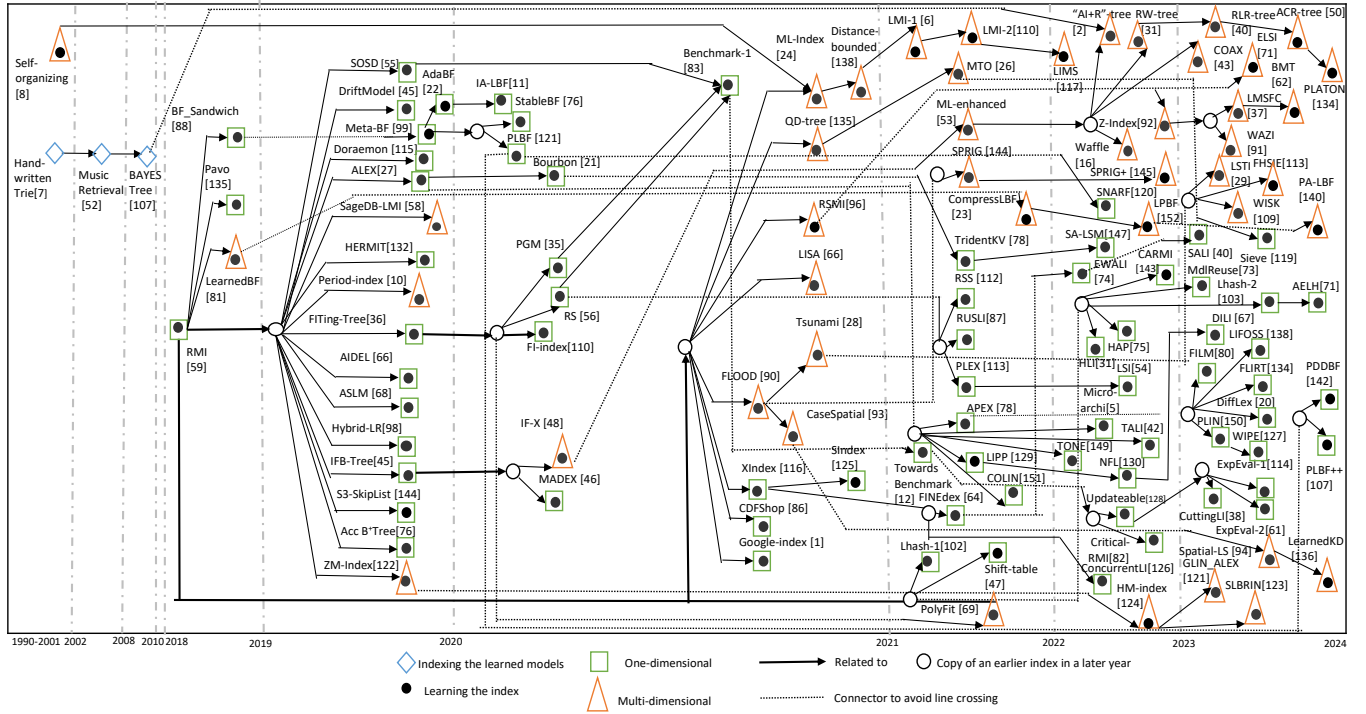 Self-
organizing
[8]
Hand-
written
Trie[7]
Music
Retrieval
[52]
BAYES
Tree
[107]
BF_Sandwich
[88]
Pavo
[135]
LearnedBF
[81]
RMI
[59]
SOSD [55]
DriftModel [45]
Meta-BF [99]
Doraemon [115]
ALEX [27]
SageDB-LMI [58]
HERMIT [132]
Period-index [10]
FITing-Tree[36]
AIDEL [66]
ASLM [68]
Hybrid-LR[98]
IFB-Tree[45]
S3-SkipList [144]
Acc B⁺Tree[76]
ZM-Index[122]
AdaBF
[22]
IA-LBF[11]
StableBF [76]
PLBF [121]
Bourbon [21]
PGM [35]
RS [56]
FI-index[110]
IF-X [48]
MADEX [46]
Benchmark-1
[83]
ML-Index
[24]
Distance-
bounded
[138]
QD-tree [135]
RSMI[96]
LISA [66]
Tsunami [28]
FLOOD [90]
CaseSpatial [93]
XIndex [116]
SIndex
[125]
CDFShop [86]
Google-index [1]
LMI-1 [6]
LMI-2[110]
MTO [26]
ML-enhanced
[53]
SPRIG [144]
CompressLBF
[23]
TridentKV [78]
RSS [112]
RUSLI[87]
PLEX [113]
APEX [78]
LIPP [129]
Towards
Benchmark
[12]
COLIN[151]
FINEdex [64]
Lhash-1[102]
Shift-table
[47]
PolyFit [69]
LIMS
[117]
"AI+R"-tree
[2]
RW-tree
[31]
Z-Index[92]
Waffle
[16]
SPRIG+ [145]
SNARF[120]
LPBF
[152]
SA-LSM[147]
EWALI
[74]
CARMI
[143]
HAP[75]
HLI[31]
LSI[54]
Micro-
archi[5]
TALI [42]
TONE[149]
NFL[130]
Updateable[128]
Critical-
RMI[82]
ConcurrentLI[126]
HM-index
[124]
RLR-tree
[40]
ACR-tree [50]
COAX
[43]
ELSI
[71]
BMT
[62]
PLATON
[134]
LMSFC
[37]
WAZI
[91]
LSTI
[29]
FHSIE[113]
WISK
[109]
PA-LBF
[140]
SALI [40]
Sieve [119]
MdlReuse[73]
Lhash-2
[103]
AELH[71]
DILI [67]
LIFOSS [138]
FILM[80]
FLIRT[134]
DiffLex [20]
PLIN[150]
WIPE[127]
PDDBF
[142]
PLBF++
[107]
ExpEval-1[114]
CuttingLI[38]
ExpEval-2[61]
Spatial-LS [94]
GLIN_ALEX
[121]
SLBRIN[123]
LearnedKD
[136]
1990-2001 2002 2008 2010 2018 2019 2020 2021 2022 2023 2024
Indexing the learned models One-dimensional Related to Copy of an earlier index in a later year
Learning the index Multi-dimensional Connector to avoid line crossing